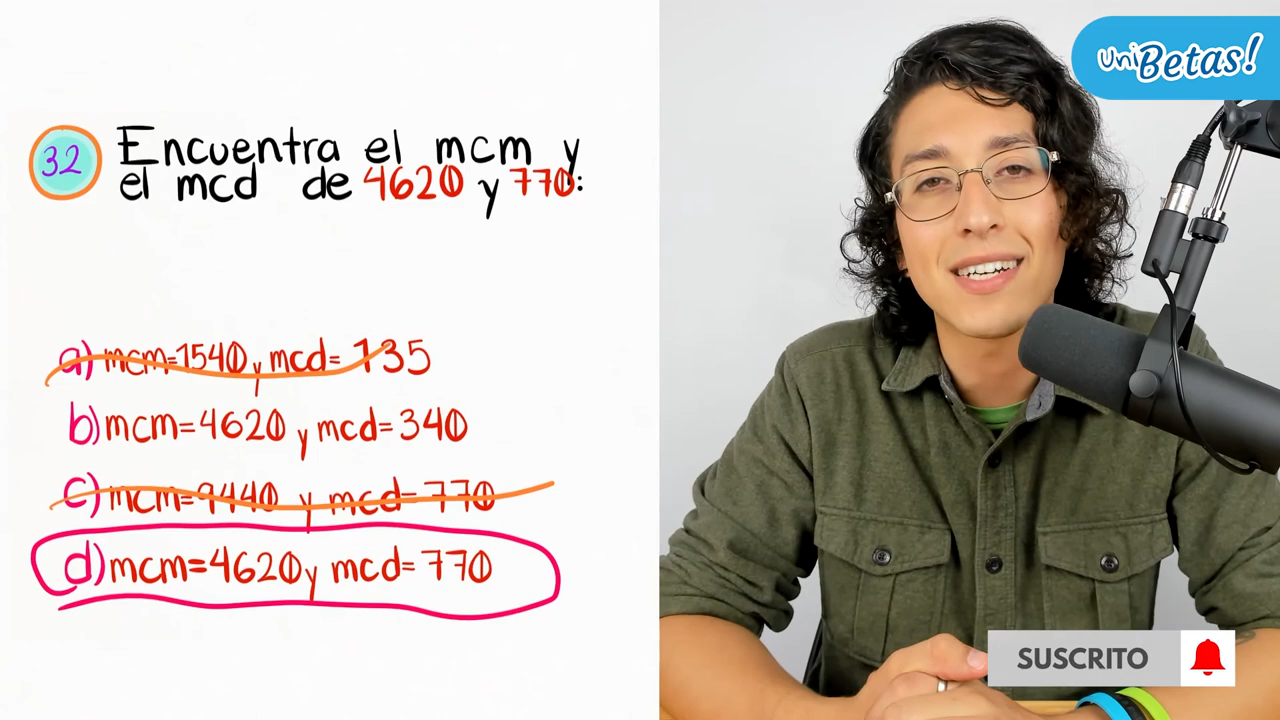 32
Encuentra el mcm y
el mcd de 4620 y 770:
a) mcm=1540 y mcd= 135
b) mcm=4620 y mcd=340
c) mcm=9440 y mcd=770
d) mcm=4620 y mcd=770
uniBetas!
SUSCRITO